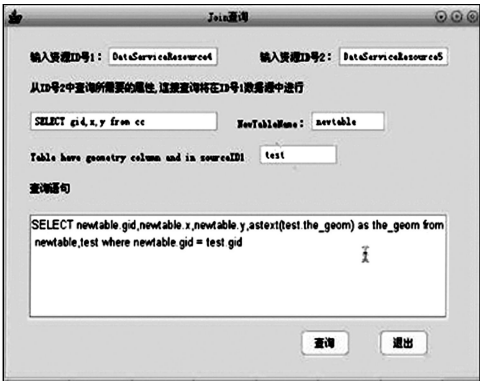 Join查询
输入资源ID号1： DataServiceResource4 输入资源ID号2： DataServiceResource5
从ID号2中查询所需要的属性,连接查询将在ID号1数据源中进行
SELECT gid,x,y from cc NewTableName： newtable
Table have geometry column and in sourceID1 test
查询语句
SELECT newtable.gid,newtable.x,newtable.y,astext(test.the_geom) as the_geom from
newtable,test where newtable.gid = test.gid
查询 退出